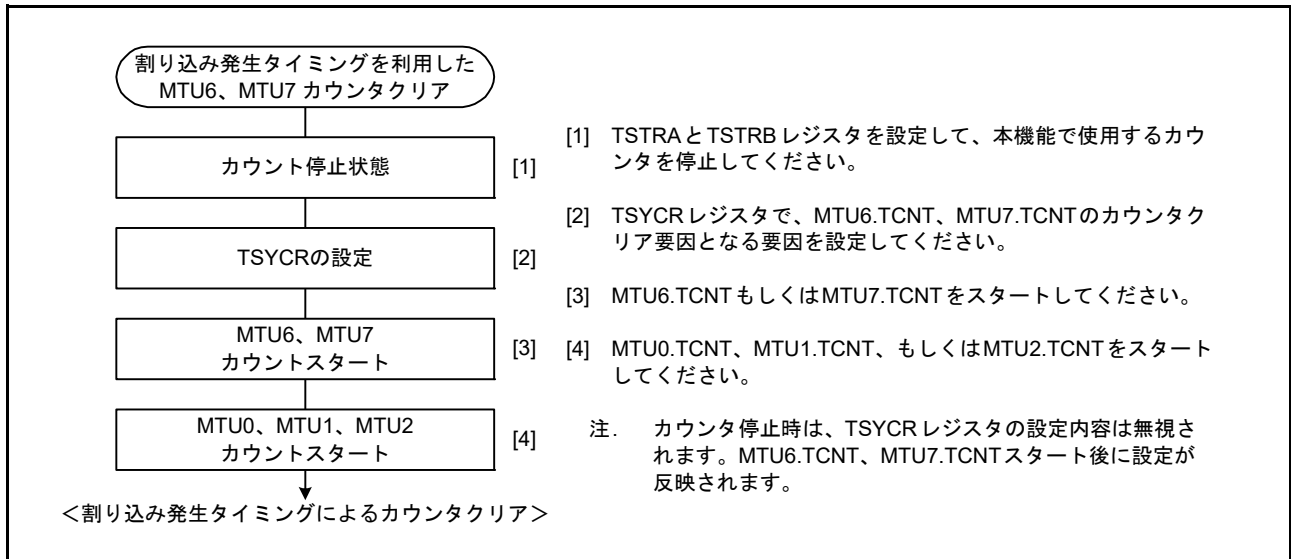 割り込み発生タイミングを利用した
MTU6、MTU7 カウンタクリア
カウント停止状態
[1]
TSYCRの設定
[2]
MTU6、MTU7
カウントスタート
[3]
MTU0、MTU1、MTU2
カウントスタート
[4]
＜割り込み発生タイミングによるカウンタクリア＞
[1] TSTRAとTSTRBレジスタを設定して、本機能で使用するカウ
ンタを停止してください。
[2] TSYCRレジスタで、MTU6.TCNT、MTU7.TCNTのカウンタク
リア要因となる要因を設定してください。
[3] MTU6.TCNTもしくはMTU7.TCNTをスタートしてください。
[4] MTU0.TCNT、MTU1.TCNT、もしくはMTU2.TCNTをスタート
してください。
注. カウンタ停止時は、TSYCRレジスタの設定内容は無視さ
れます。MTU6.TCNT、MTU7.TCNTスタート後に設定が
反映されます。